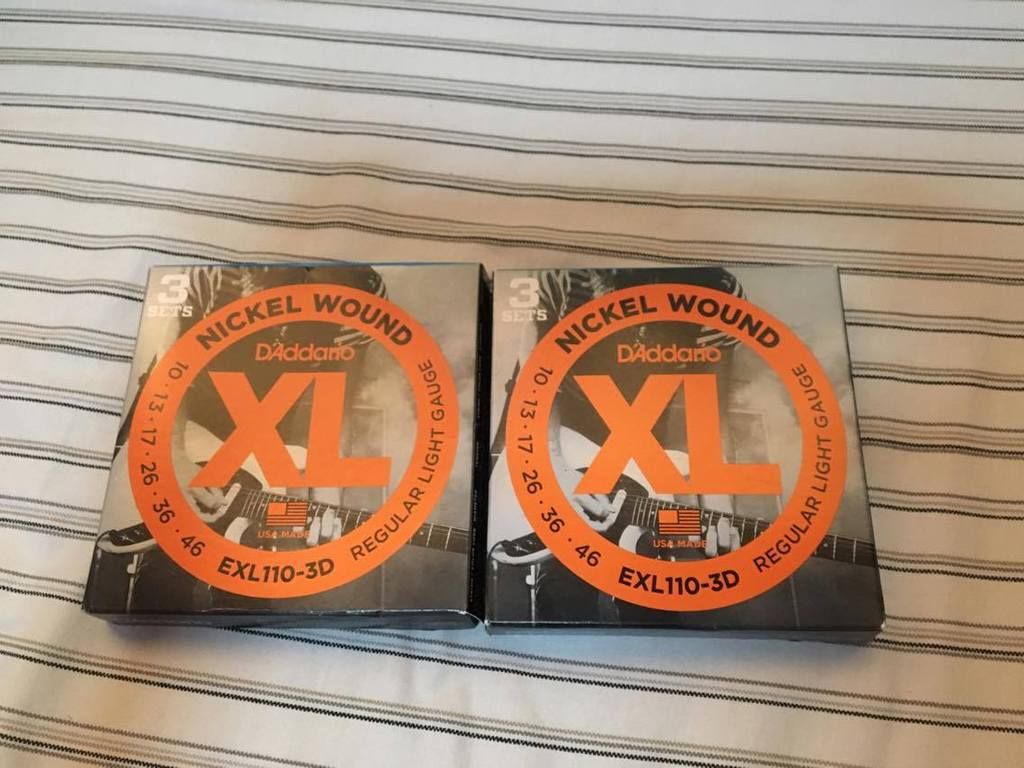 3
SETS
NICKEL WOUND
D'Addario
XL
10 · 13 · 17 · 26 · 36 · 46
REGULAR LIGHT GAUGE
USA MADE
EXL110-3D
3
SETS
NICKEL WOUND
D'Addario
XL
10 · 13 · 17 · 26 · 36 · 46
REGULAR LIGHT GAUGE
USA MADE
EXL110-3D